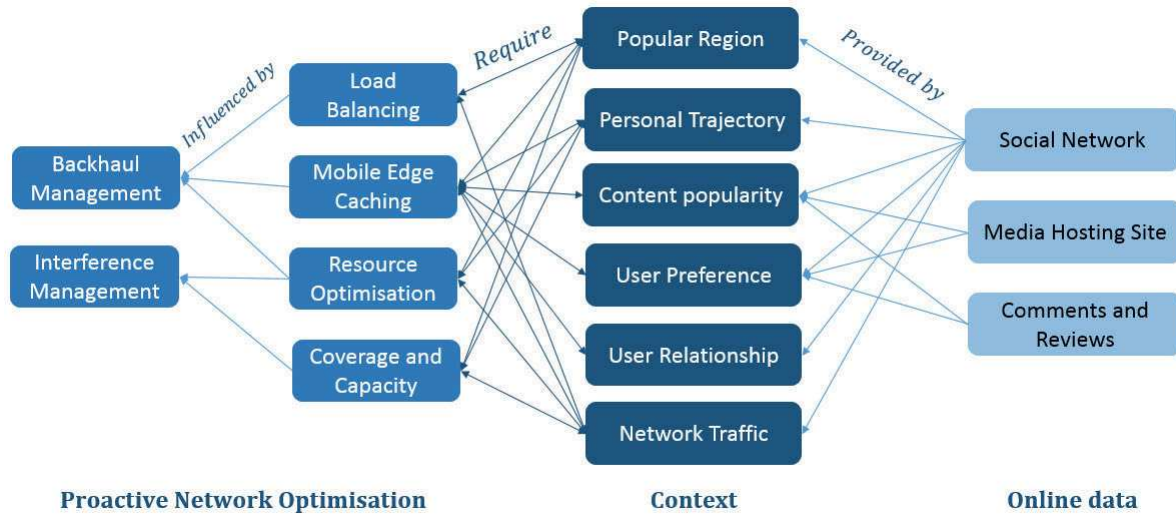 Influenced by
Require
Provided by
Backhaul
Management
Interference
Management
Load
Balancing
Mobile Edge
Caching
Resource
Optimisation
Coverage and
Capacity
Popular Region
Personal Trajectory
Content popularity
User Preference
User Relationship
Network Traffic
Social Network
Media Hosting Site
Comments and
Reviews
Proactive Network Optimisation
Context
Online data